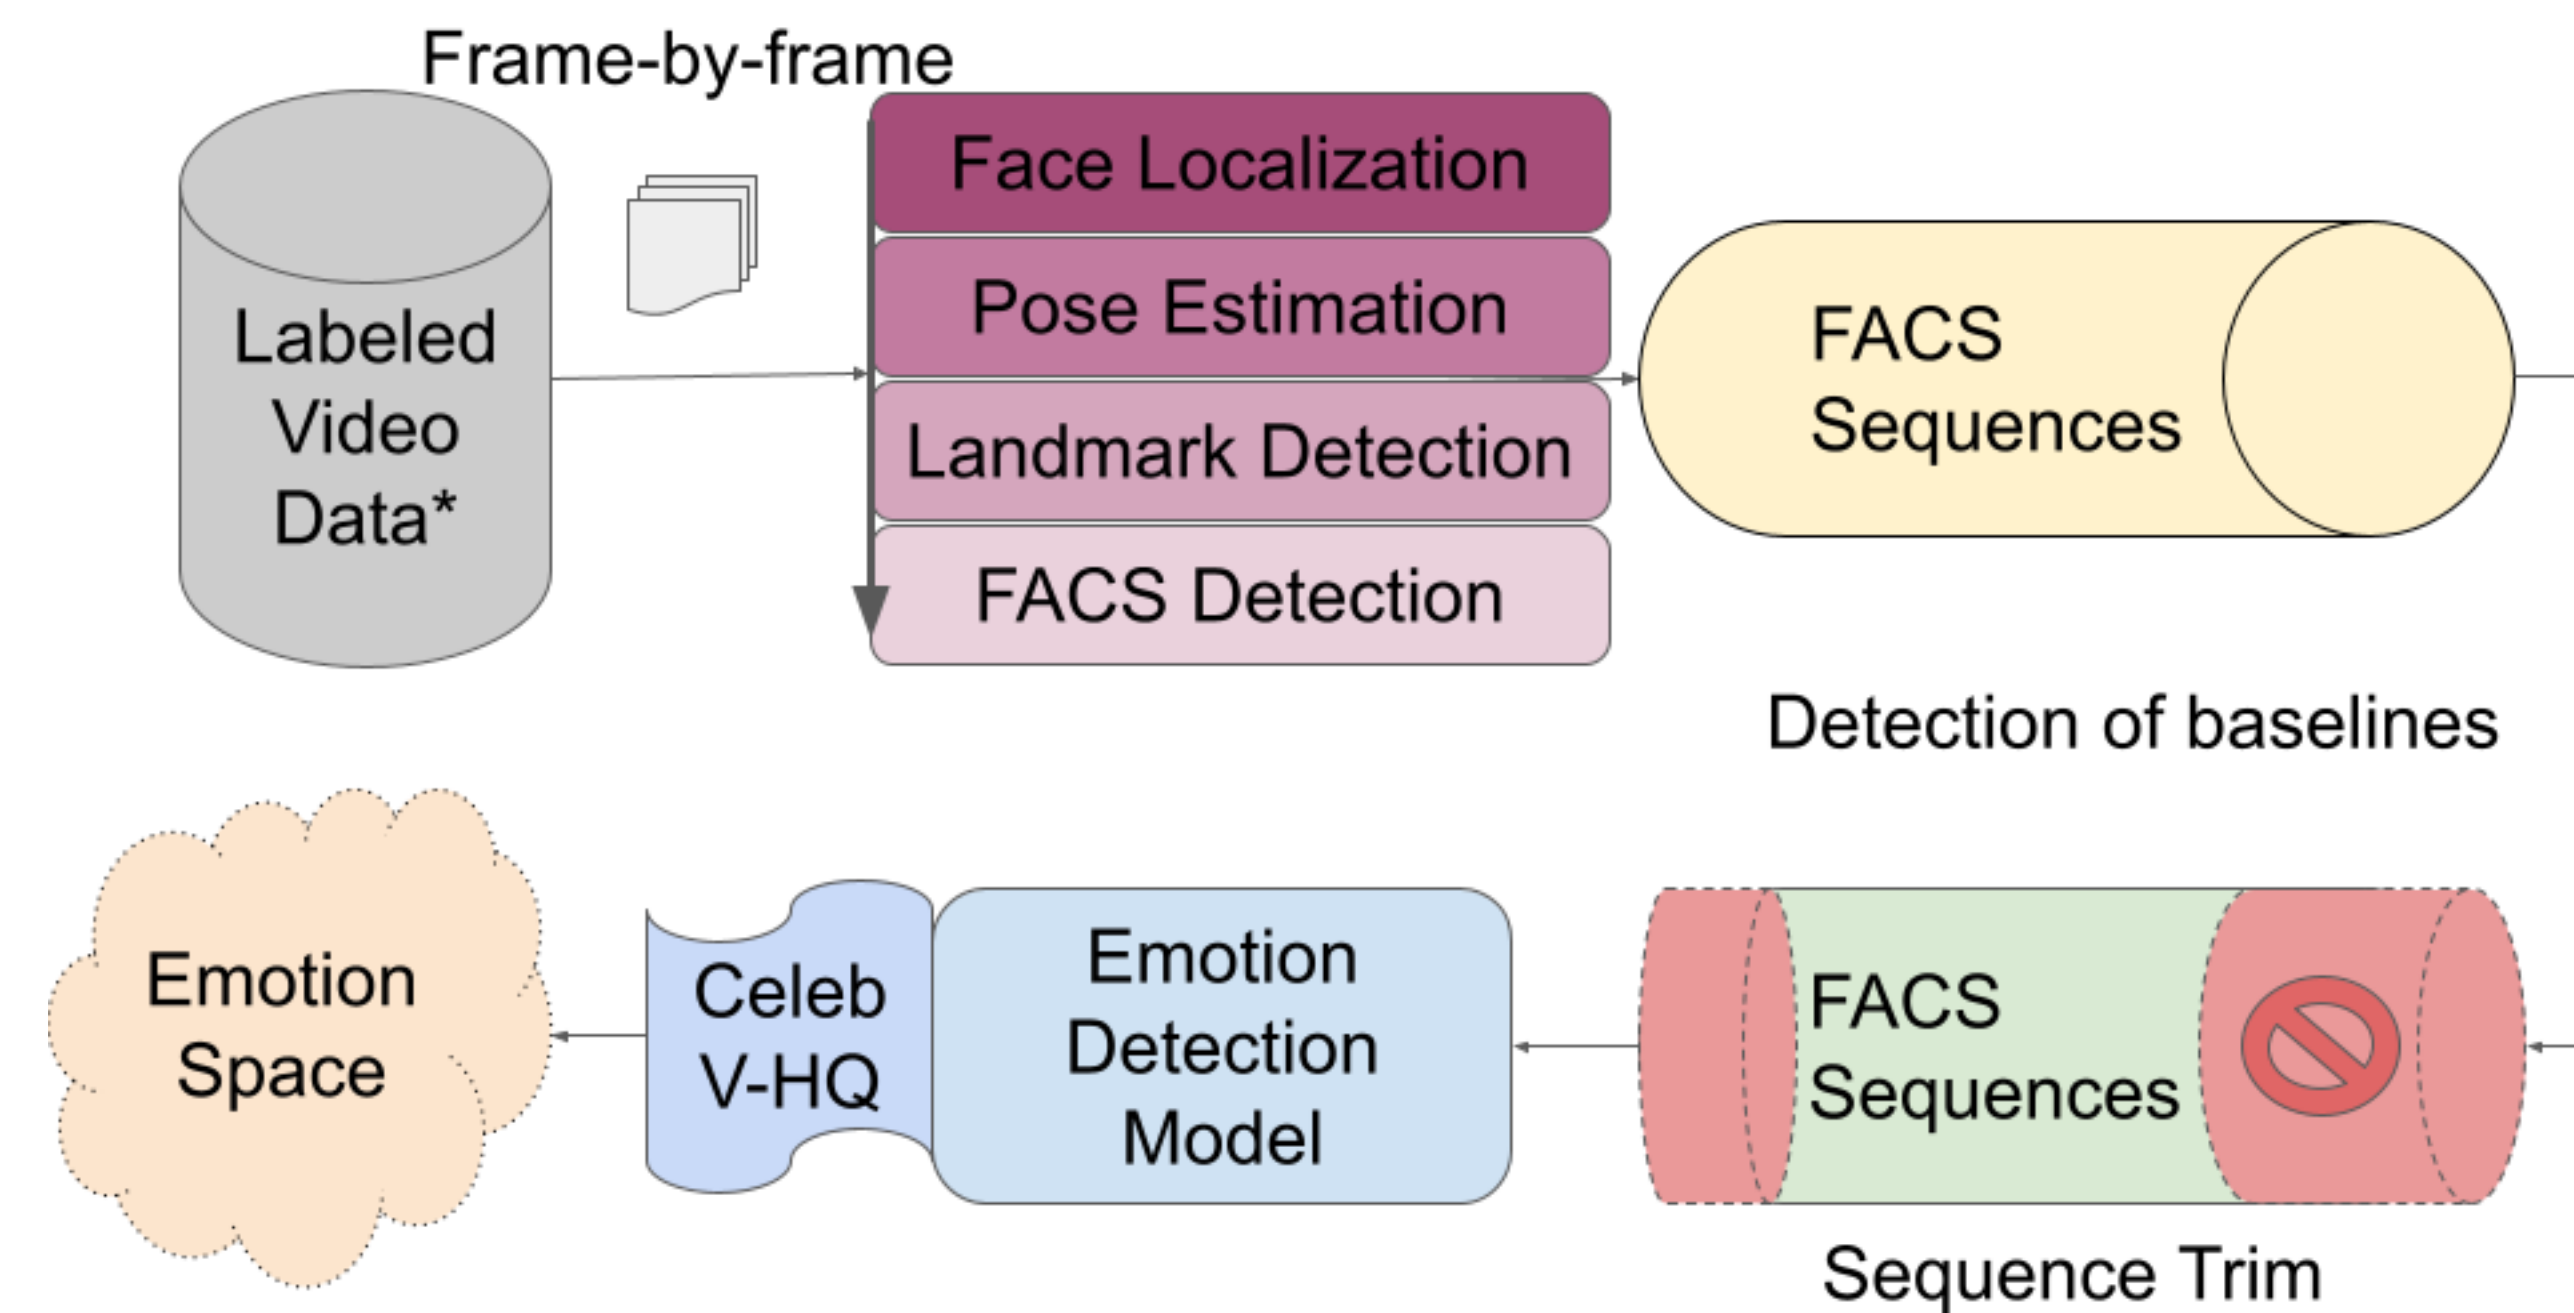 Frame-by-frame
Labeled
Video
Data*
Face Localization
Pose Estimation
Landmark Detection
FACS Detection
FACS
Sequences
Detection of baselines
Emotion
Space
Celeb
V-HQ
Emotion
Detection
Model
FACS
Sequences
Sequence Trim